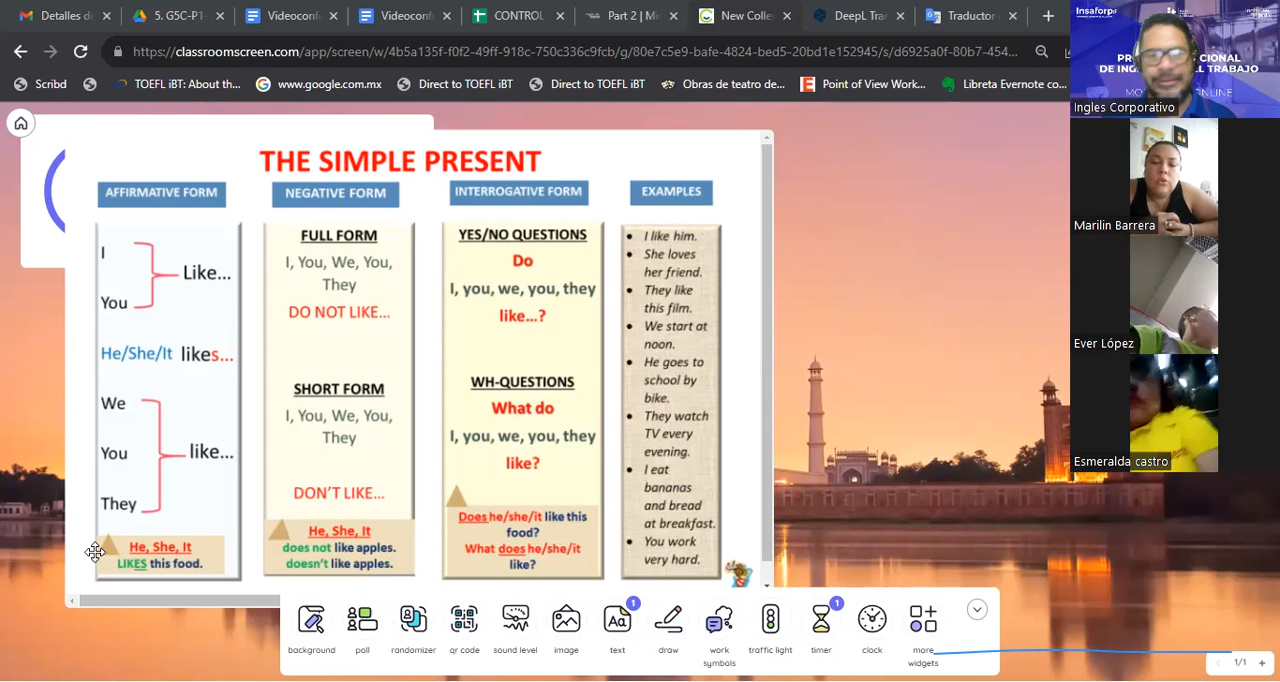 Detalles de
5. G5C-P1-
Videoconf
Videoconf
CONTROL
Part 2 | Mi
New Colle
DeepL Tra
Traductor
https://classroomscreen.com/app/screen/w/4b5a135f-f0f2-49ff-918c-750c336c9fcb/g/80e7c5e9-bafe-4824-bed5-20bd1e152945/s/d6925a0f-80b7-454...
Scribd
TOEFL iBT: About th...
www.google.com.mx
Direct to TOEFL iBT
Direct to TOEFL iBT
Obras de teatro de...
Point of View Work...
Libreta Evernote co...
THE SIMPLE PRESENT
AFFIRMATIVE FORM
I
You
Like...
He/She/It likes...
We
You
They
like...
He, She, It
LIKES this food.
NEGATIVE FORM
FULL FORM
I, You, We, You,
They
DO NOT LIKE...
SHORT FORM
I, You, We, You,
They
DON'T LIKE...
He, She, It
does not like apples.
doesn't like apples.
INTERROGATIVE FORM
YES/NO QUESTIONS
Do
I, you, we, you, they
like...?
WH-QUESTIONS
What do
I, you, we, you, they
like?
Does he/she/it like this
food?
What does he/she/it
like?
EXAMPLES
I like him.
She loves
her friend.
They like
this film.
We start at
noon.
He goes to
school by
bike.
They watch
TV every
evening.
I eat
bananas
and bread
at breakfast.
You work
very hard.
background
poll
randomizer
qr code
sound level
image
Aa
text
1
draw
work
symbols
traffic light
timer
1
clock
more
widgets
1/1
Insaforp
Ingles Corporativo
Marilin Barrera
Ever López
Esmeralda castro